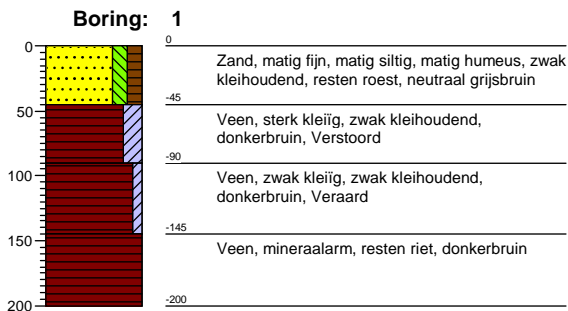 Boring: 1
0
0
Zand, matig fijn, matig siltig, matig humeus, zwak
kleihoudend, resten roest, neutraal grijsbruin
-45
50
Veen, sterk kleiïg, zwak kleihoudend,
donkerbruin, Verstoord
-90
100
Veen, zwak kleiïg, zwak kleihoudend,
donkerbruin, Veraard
-145
150
Veen, mineraalarm, resten riet, donkerbruin
-200
200